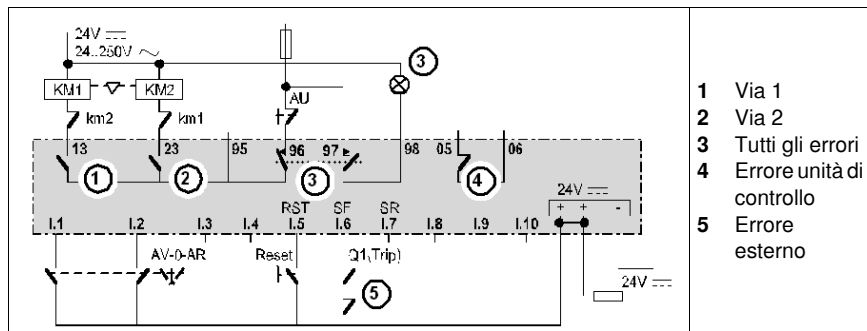 24V
24..250V ~
3
KM1
KM2
AU
km2
km1
13
23
95
96
97
98
05
06
1
2
3
4
24V
+ + -
RST
SF
SR
I.1
I.2
I.3
I.4
I.5
I.6
I.7
I.8
I.9
I.10
AV-0-AR
Reset
Q1,Trip)
5
24V
1 Via 1
2 Via 2
3 Tutti gli errori
4 Errore unità di
controllo
5 Errore
esterno